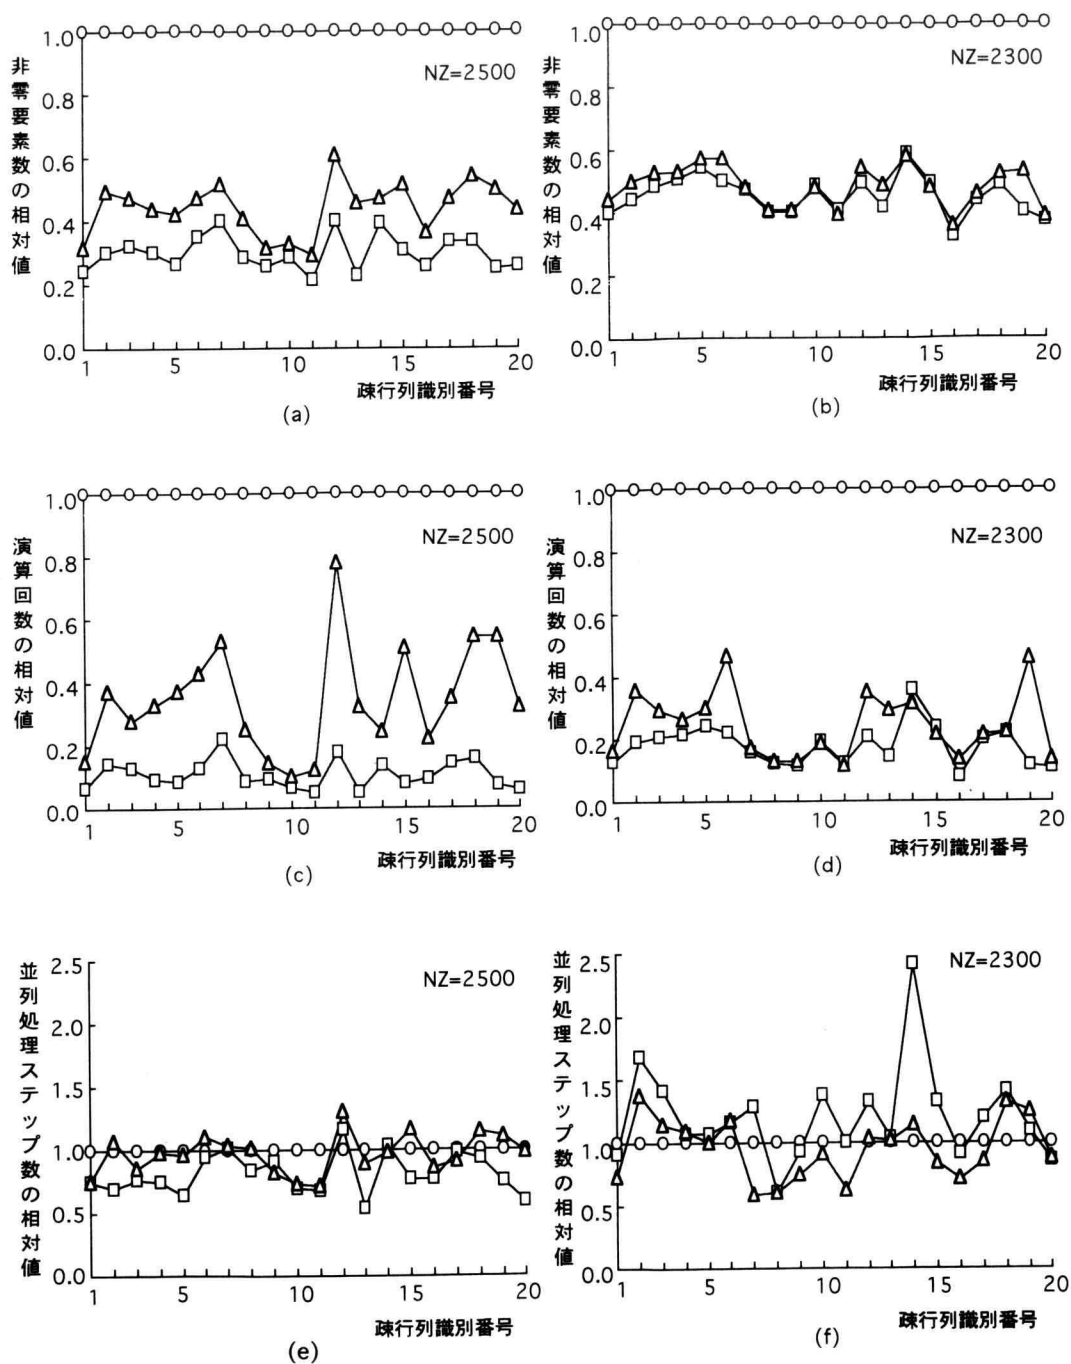 非零要素数の相対値
1.0
0.8
0.6
0.4
0.2
0.0
NZ=2500
1 5 10 15 20
疎行列識別番号
(a)
非零要素数の相対値
1.0
0.8
0.6
0.4
0.2
0.0
NZ=2300
1 5 10 15 20
疎行列識別番号
(b)
演算回数の相対値
1.0
0.8
0.6
0.4
0.2
0.0
NZ=2500
1 5 10 15 20
疎行列識別番号
(c)
演算回数の相対値
1.0
0.8
0.6
0.4
0.2
0.0
NZ=2300
1 5 10 15 20
疎行列識別番号
(d)
並列処理ステップ数の相対値
2.5
2.0
1.5
1.0
0.5
0.0
NZ=2500
1 5 10 15 20
疎行列識別番号
(e)
並列処理ステップ数の相対値
2.5
2.0
1.5
1.0
0.5
0.0
NZ=2300
1 5 10 15 20
疎行列識別番号
(f)